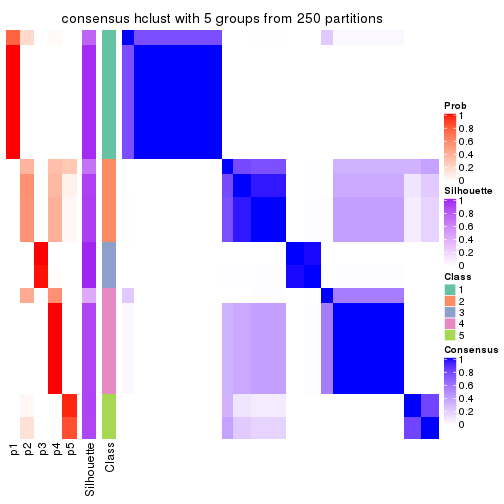 consensus hclust with 5 groups from 250 partitions
Prob
1
0.8
0.6
0.4
0.2
0
Silhouette
1
0.8
0.6
0.4
0.2
0
Class
1
2
3
4
5
Consensus
1
0.8
0.6
0.4
0.2
0
p1
p2
p3
p4
p5
Silhouette
Class